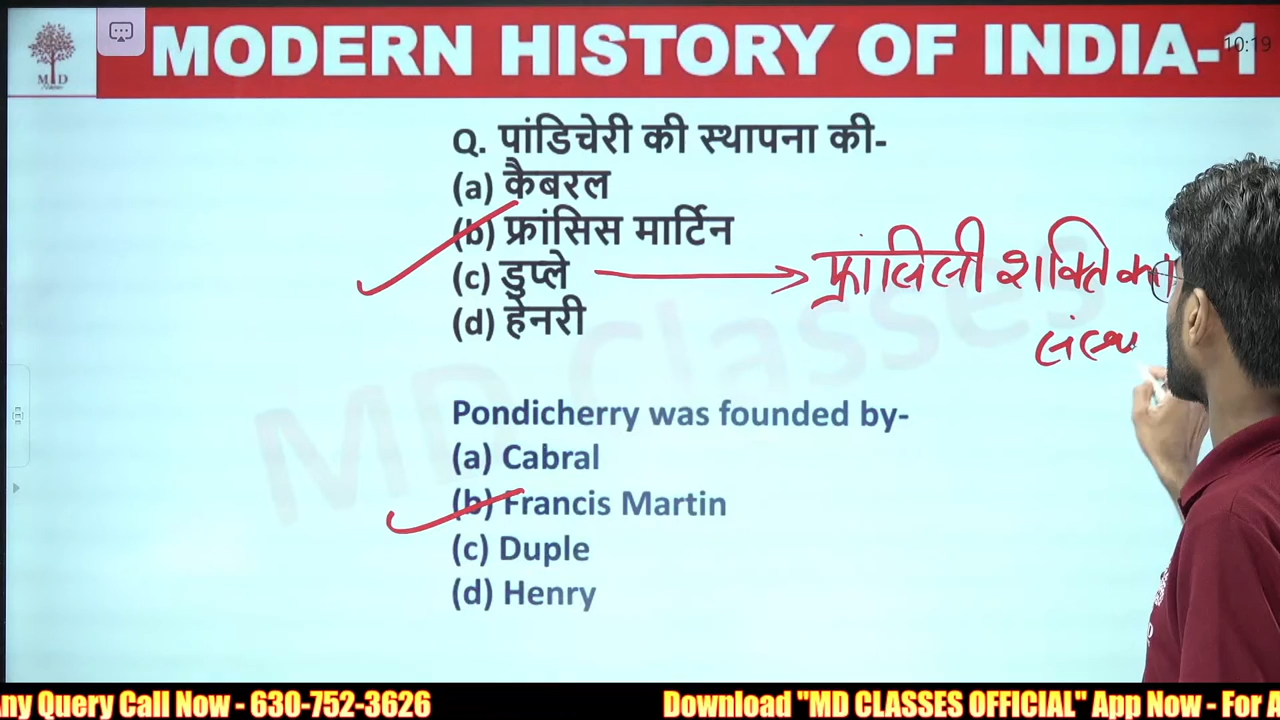 MD
Classes
MODERN HISTORY OF INDIA-1
10:19
Q. पांडिचेरी की स्थापना की-
(a) कैबरल
(b) फ्रांसिस मार्टिन
(c) डुप्ले
(d) हेनरी
फ्रांसिसी शक्ति का
संस्था
Pondicherry was founded by-
(a) Cabral
(b) Francis Martin
(c) Duple
(d) Henry
MD Classes
ny Query Call Now - 630-752-3626 Download "MD CLASSES OFFICIAL" App Now - For A